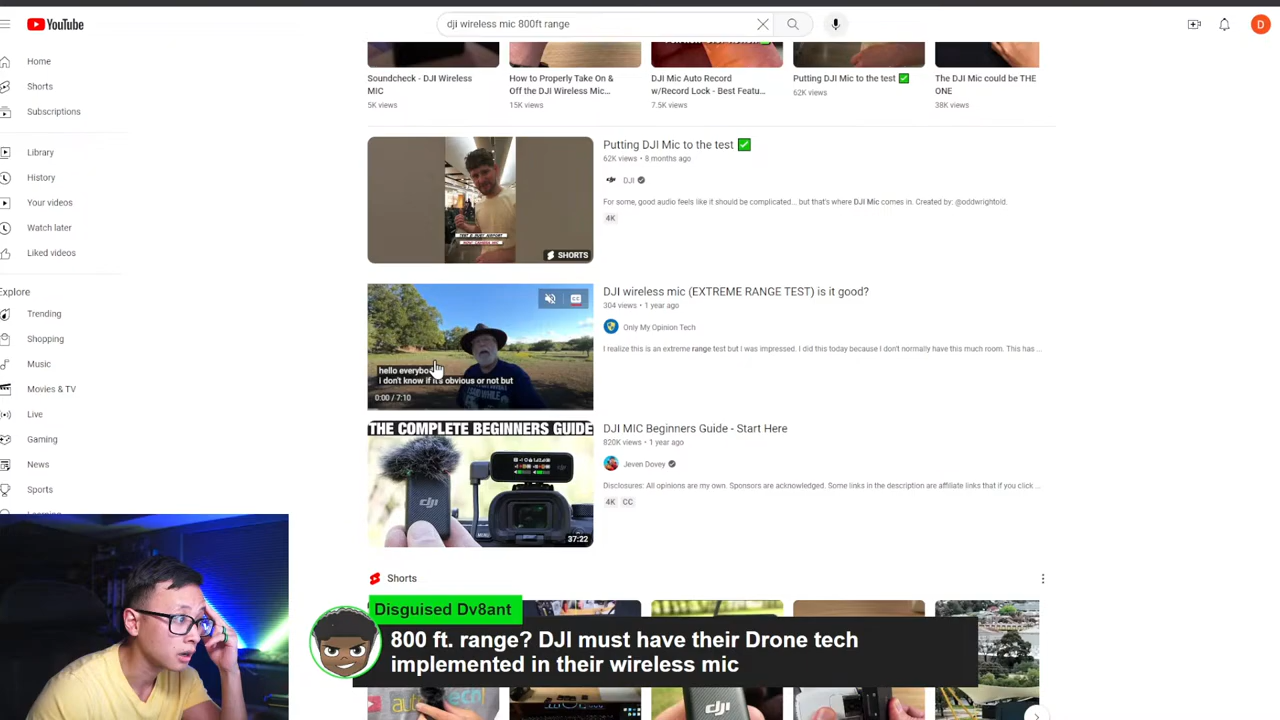 YouTube
dji wireless mic 800ft range
D
Home
Shorts
Subscriptions
Library
History
Your videos
Watch later
Liked videos
Explore
Trending
Shopping
Music
Movies & TV
Live
Gaming
News
Sports
Soundcheck - DJI Wireless
MIC
5K views
How to Properly Take On &
Off the DJI Wireless Mic...
15K views
DJI Mic Auto Record
w/Record Lock - Best Featu...
7.5K views
Putting DJI Mic to the test ✅
62K views
The DJI Mic could be THE
ONE
38K views
SHORTS
Putting DJI Mic to the test ✅
62K views • 8 months ago
DJI
For some, good audio feels like it should be complicated... but that's where DJI Mic comes in. Created by: @oddwrightold.
4K
hello everybo
i don't know if it's obvious or not but
0:00 / 7:10
CC
DJI wireless mic (EXTREME RANGE TEST) is it good?
304 views • 1 year ago
Only My Opinion Tech
I realize this is an extreme range test but I was impressed. I did this today because I don't normally have this much room. This has ...
THE COMPLETE BEGINNERS GUIDE
dji
37:22
DJI MIC Beginners Guide - Start Here
820K views • 1 year ago
Jeven Dovey
Disclosures: All opinions are my own. Sponsors are acknowledged. Some links in the description are affiliate links that if you click ...
4K CC
Shorts
Disguised Dv8ant
800 ft. range? DJI must have their Drone tech
implemented in their wireless mic
dji